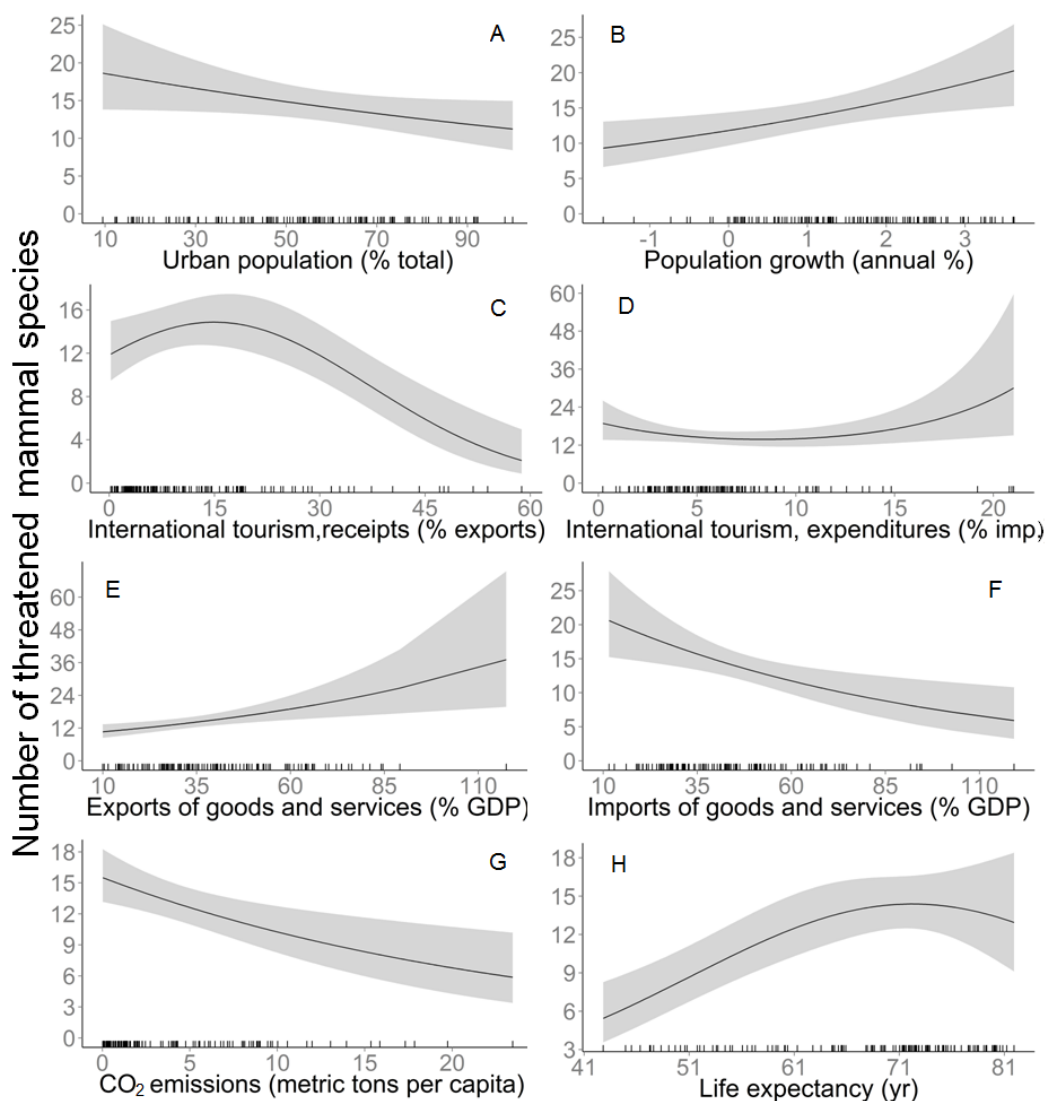 Number of threatened mammal species
A
25
20
15
10
5
0
10 30 50 70 90
Urban population (% total)
B
25
20
15
10
5
0
-1 0 1 2 3
Population growth (annual %)
C
16
12
8
4
0
0 15 30 45 60
International tourism,receipts (% exports)
D
60
48
36
24
12
0
0 5 10 15 20
International tourism, expenditures (% imp)
E
60
48
36
24
12
0
10 35 60 85 110
Exports of goods and services (% GDP)
F
25
20
15
10
5
0
10 35 60 85 110
Imports of goods and services (% GDP)
G
18
15
12
9
6
3
0
0 5 10 15 20
CO₂ emissions (metric tons per capita)
H
18
15
12
9
6
3
41 51 61 71 81
Life expectancy (yr)